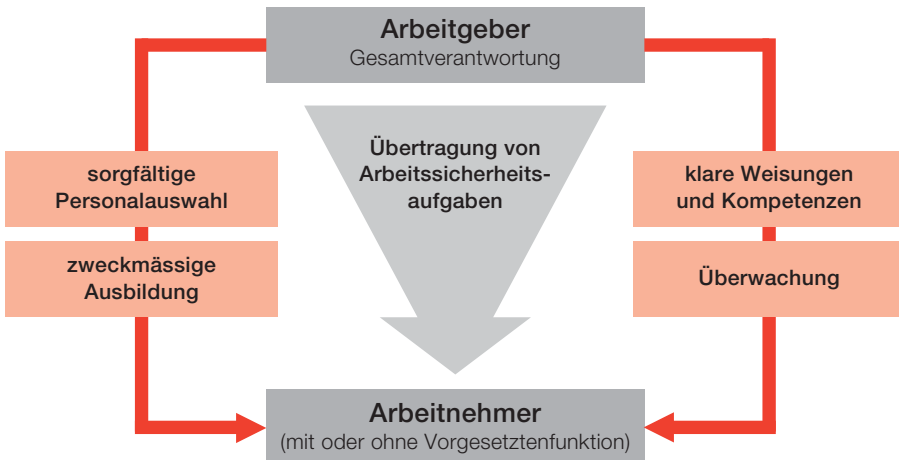 Arbeitgeber
Gesamtverantwortung
Übertragung von
Arbeitssicherheits-
aufgaben
sorgfältige
Personalauswahl
zweckmässige
Ausbildung
klare Weisungen
und Kompetenzen
Überwachung
Arbeitnehmer
(mit oder ohne Vorgesetztenfunktion)